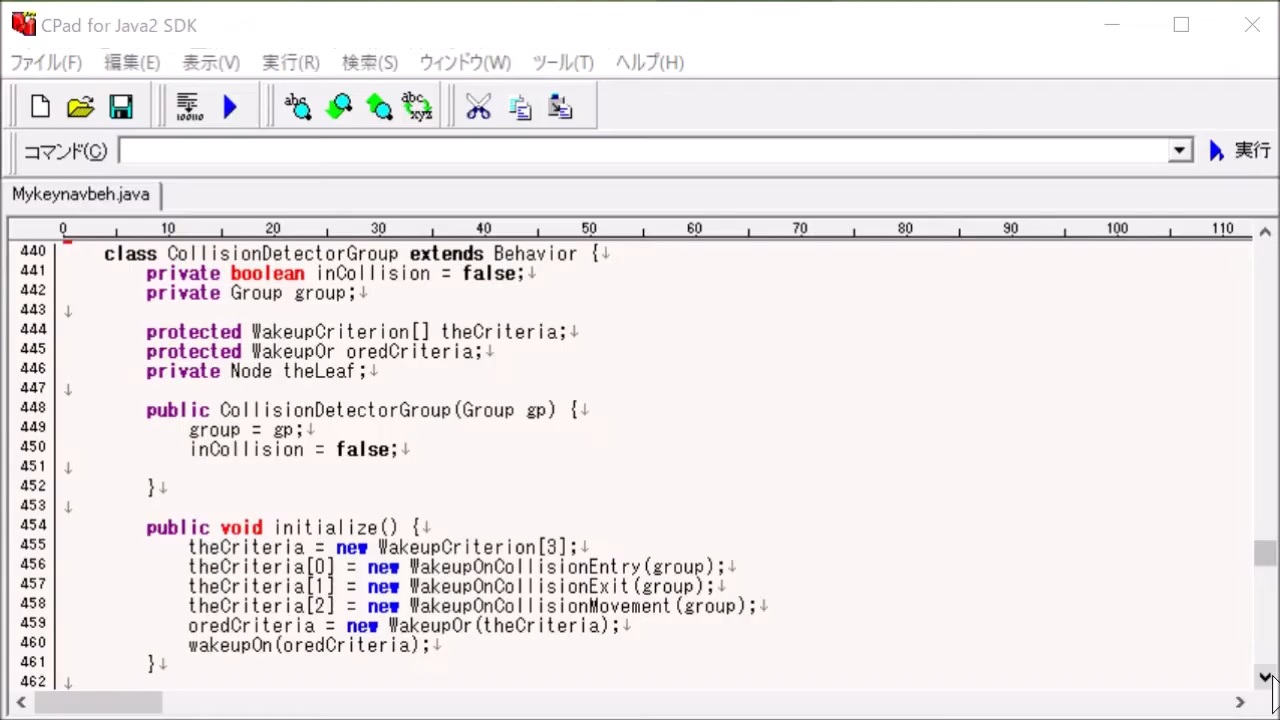 CPad for Java2 SDK
ファイル(F) 編集(E) 表示(V) 実行(R) 検索(S) ウィンドウ(W) ツール(T) ヘルプ(H)
コマンド(C) 実行
Mykeynavbeh.java
0 10 20 30 40 50 60 70 80 90 100 110
440 class CollisionDetectorGroup extends Behavior {↓
441 private boolean inCollision = false;↓
442 private Group group;↓
443 ↓
444 protected WakeupCriterion[] theCriteria;↓
445 protected WakeupOr oredCriteria;↓
446 private Node theLeaf;↓
447 ↓
448 public CollisionDetectorGroup(Group gp) {↓
449 group = gp;↓
450 inCollision = false;↓
451 ↓
452 }↓
453 ↓
454 public void initialize() {↓
455 theCriteria = new WakeupCriterion[3];↓
456 theCriteria[0] = new WakeupOnCollisionEntry(group);↓
457 theCriteria[1] = new WakeupOnCollisionExit(group);↓
458 theCriteria[2] = new WakeupOnCollisionMovement(group);↓
459 oredCriteria = new WakeupOr(theCriteria);↓
460 wakeupOn(oredCriteria);↓
461 }↓
462 ↓